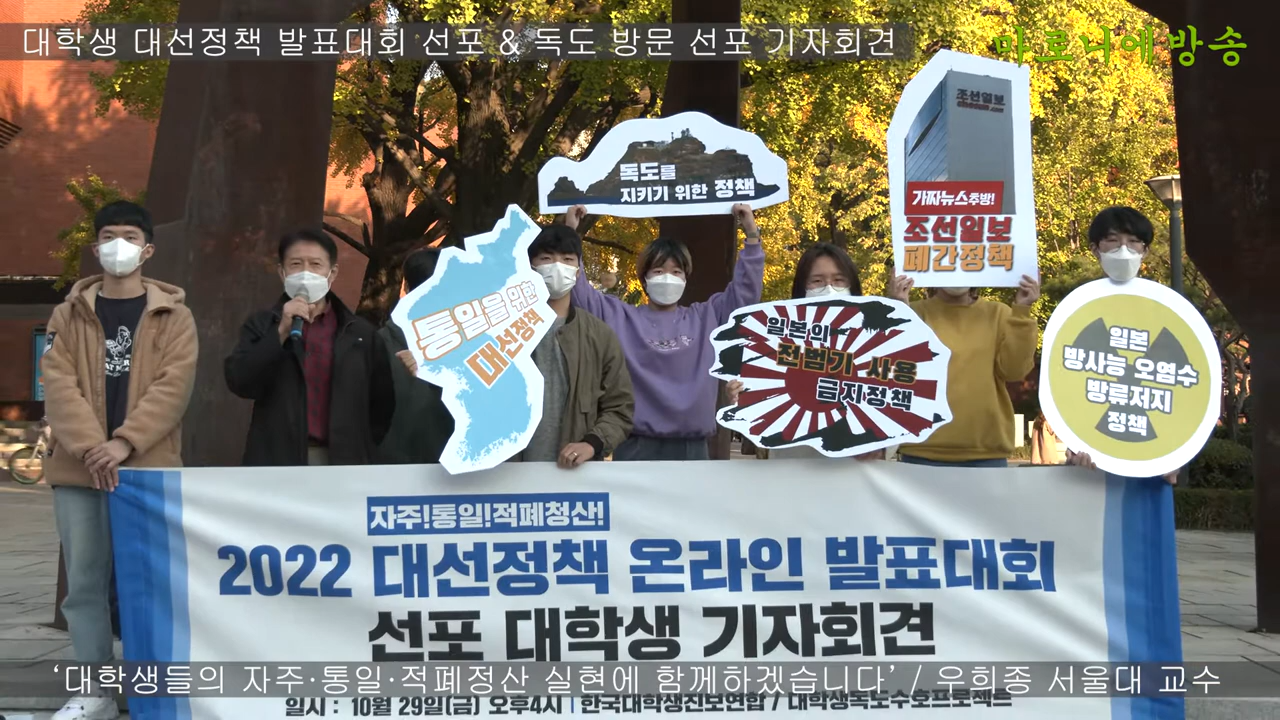 대학생 대선정책 발표대회 선포 & 독도 방문 선포 기자회견
마로니에방송
조선일보
독도를
지키기 위한 정책
가짜뉴스추방!
조선일보
폐간정책
통일을 위한
대선정책
일본의
전범기 사용
금지정책
일본
방사능 오염수
방류저지
정책
자주!통일!적폐청산!
2022 대선정책 온라인 발표대회
선포 대학생 기자회견
‘대학생들의 자주·통일·적폐정산 실현에 함께하겠습니다’ / 우희종 서울대 교수
일시 : 10월 29일(금) 오후4시 | 한국대학생진보연합 / 대학생독도수호프로젝트